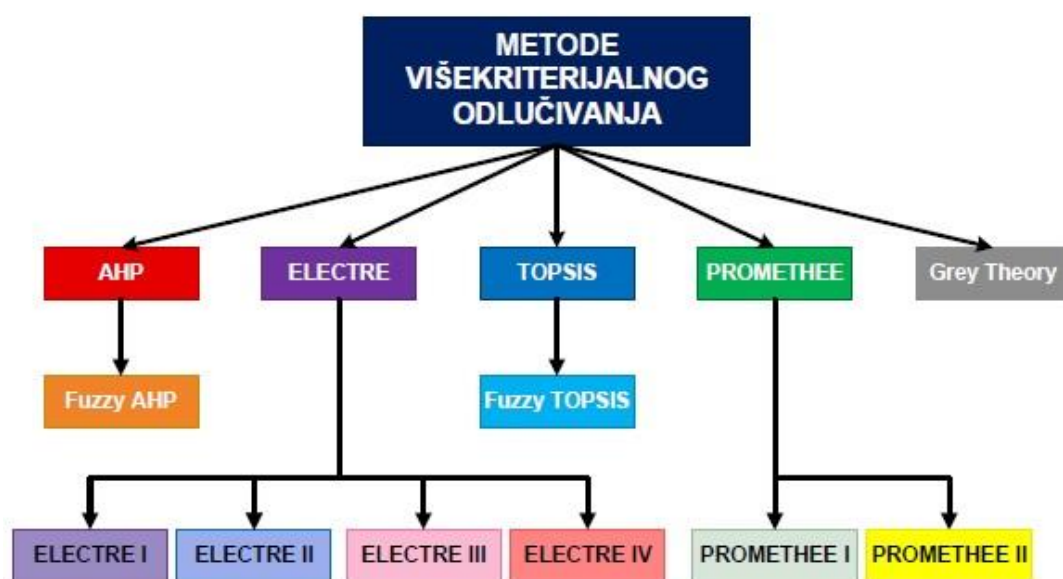 METODE
VIŠEKRITERIJALNOG
ODLUČIVANJA
AHP
ELECTRE
TOPSIS
PROMETHEE
Grey Theory
Fuzzy AHP
Fuzzy TOPSIS
ELECTRE I
ELECTRE II
ELECTRE III
ELECTRE IV
PROMETHEE I
PROMETHEE II